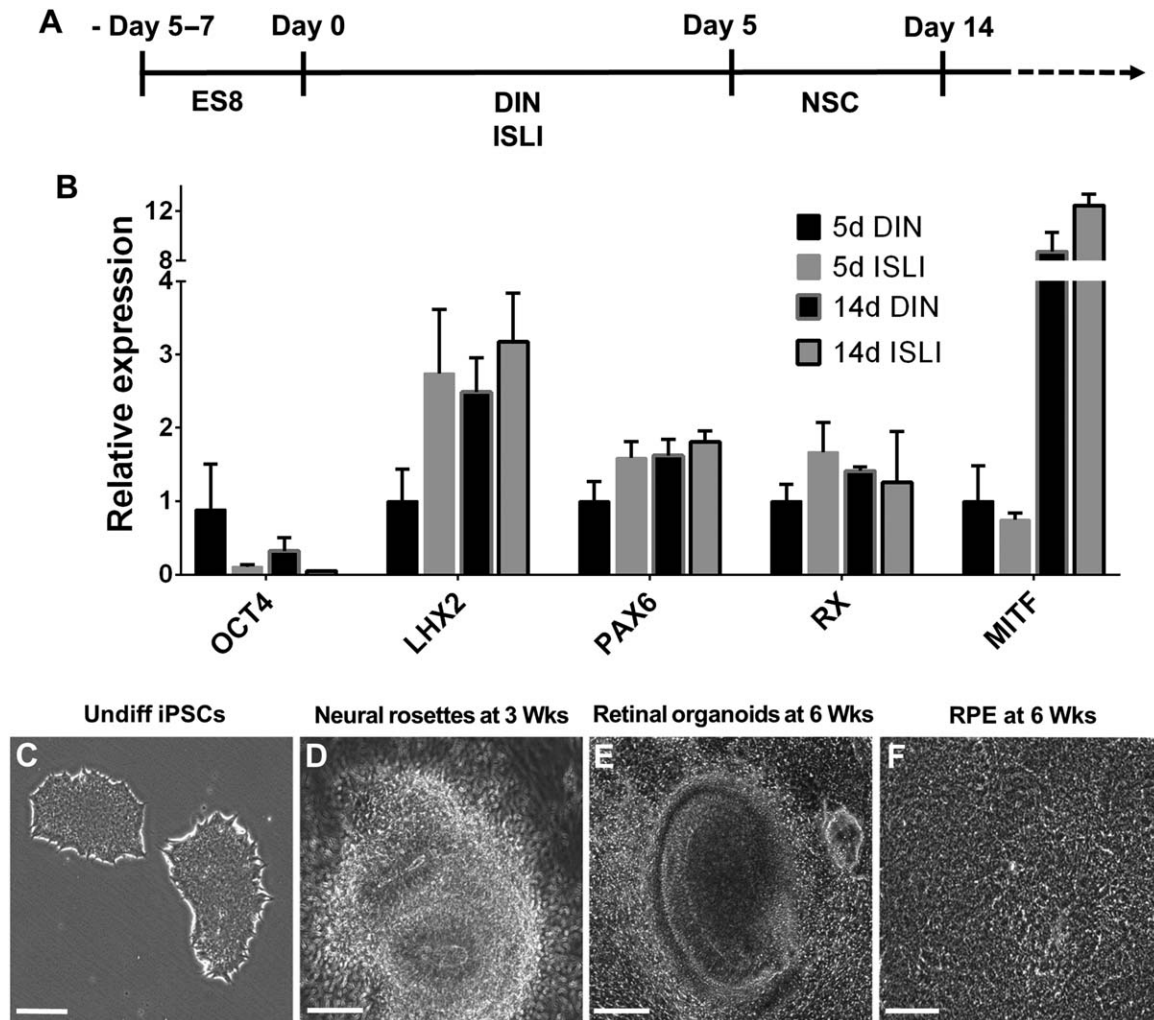 A
- Day 5–7 Day 0 Day 5 Day 14
ES8 DIN NSC
ISLI
B
Relative expression
12
8
4
3
2
1
0
5d DIN
5d ISLI
14d DIN
14d ISLI
OCT4 LHX2 PAX6 RX MITF
Undiff iPSCs Neural rosettes at 3 Wks Retinal organoids at 6 Wks RPE at 6 Wks
C D E F